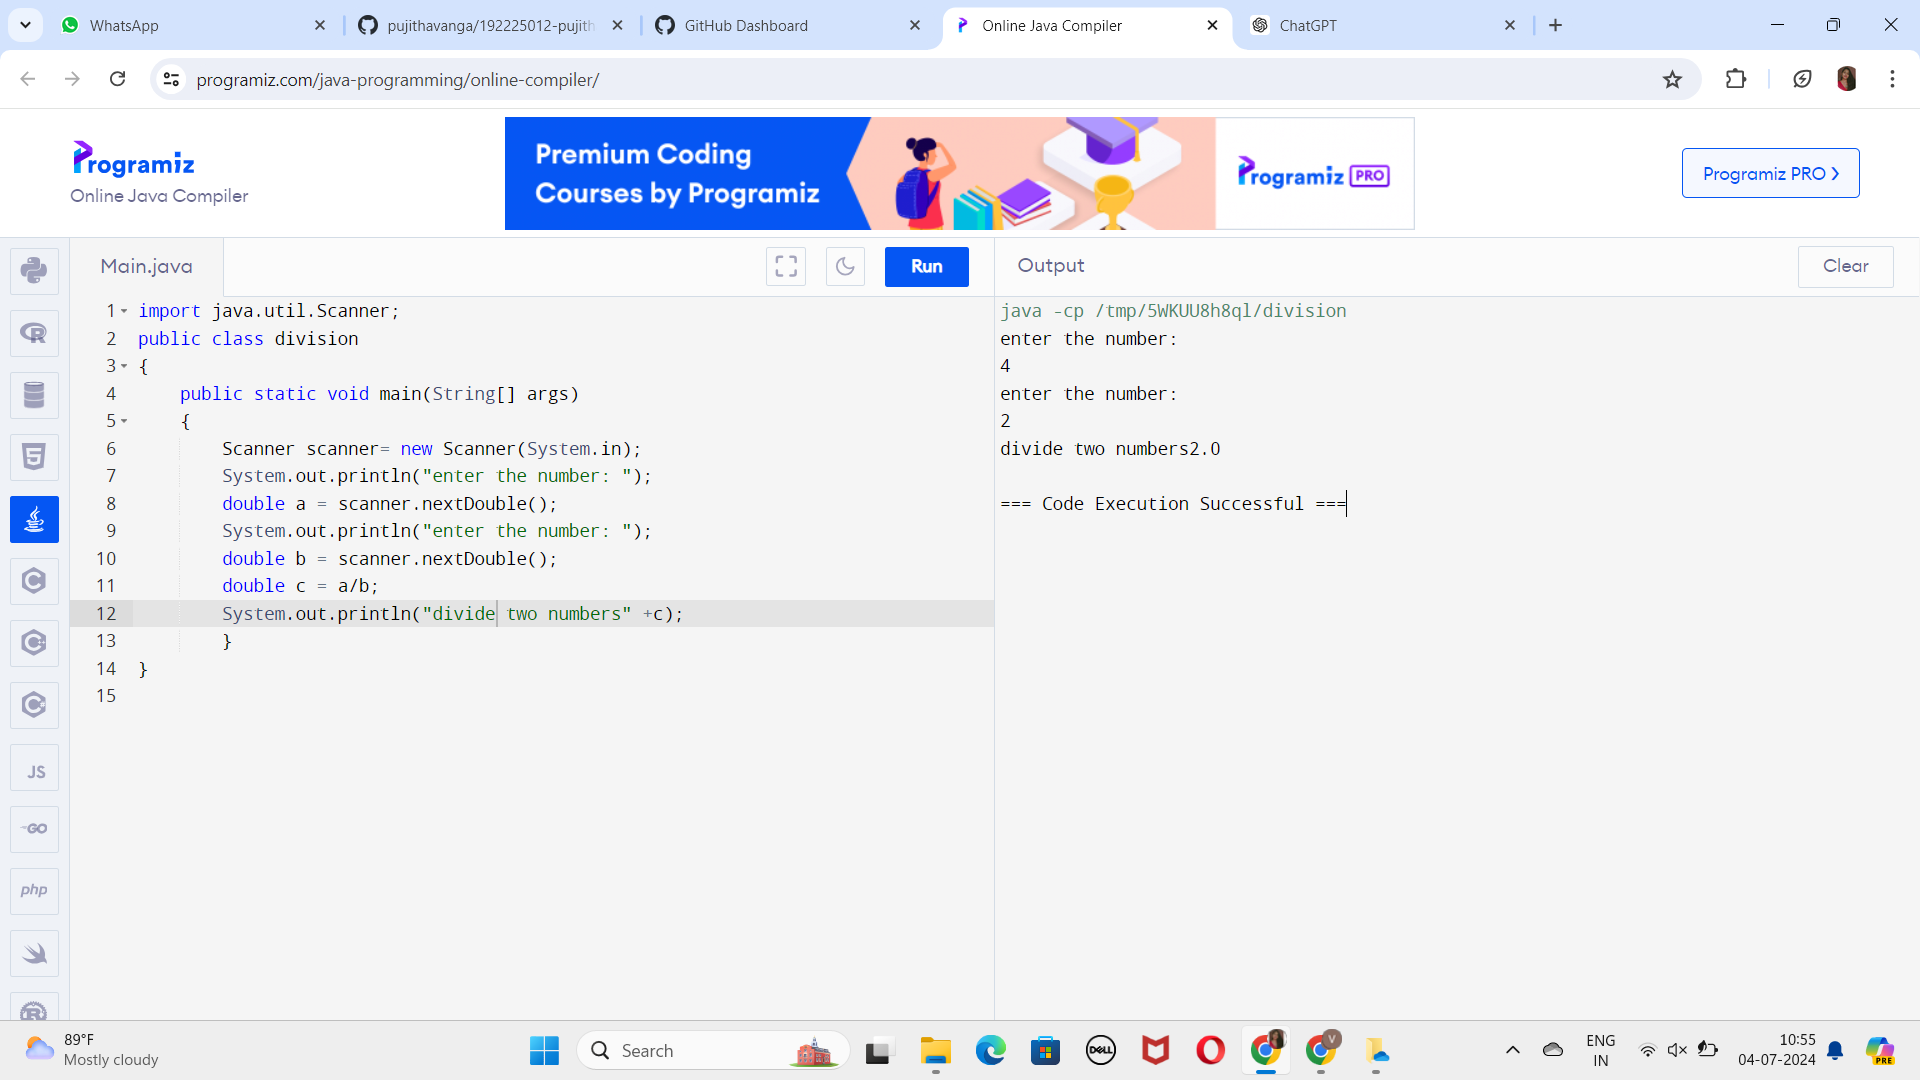 WhatsApp
pujithavanga/192225012-pujith
GitHub Dashboard
Online Java Compiler
ChatGPT
programiz.com/java-programming/online-compiler/
Programiz
Online Java Compiler
Premium Coding
Courses by Programiz
Programiz PRO
Programiz PRO ›
Main.java
Run
Output
Clear
1 import java.util.Scanner;
2 public class division
3 {
4 public static void main(String[] args)
5 {
6 Scanner scanner= new Scanner(System.in);
7 System.out.println("enter the number: ");
8 double a = scanner.nextDouble();
9 System.out.println("enter the number: ");
10 double b = scanner.nextDouble();
11 double c = a/b;
12 System.out.println("divide two numbers" +c);
13 }
14 }
15
java -cp /tmp/5WKUU8h8ql/division
enter the number:
4
enter the number:
2
divide two numbers2.0
=== Code Execution Successful ===
JS
GO
php
89°F
Mostly cloudy
Search
DELL
V
ENG
IN
10:55
04-07-2024
PRE